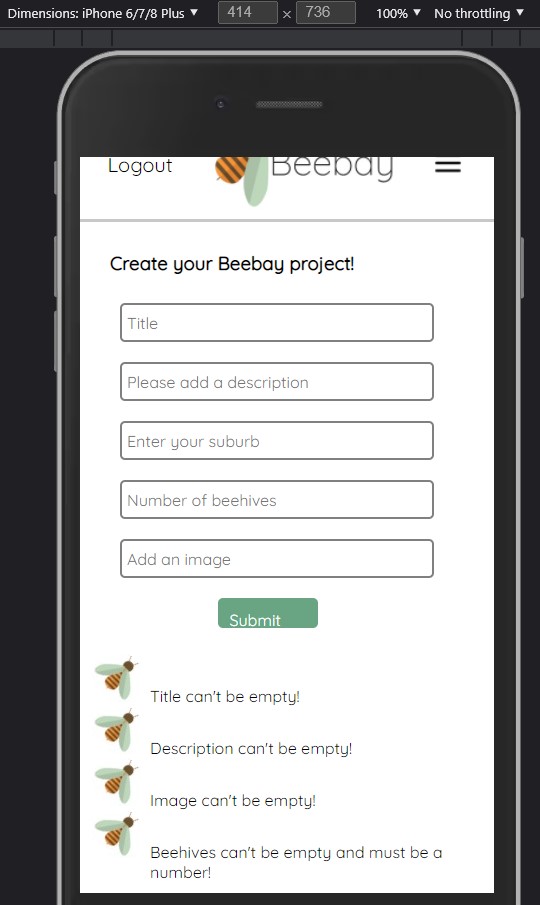 Dimensions: iPhone 6/7/8 Plus ▼ 414 × 736 100% ▼ No throttling ▼
Logout Beebay
Create your Beebay project!
Title
Please add a description
Enter your suburb
Number of beehives
Add an image
Submit
Title can't be empty!
Description can't be empty!
Image can't be empty!
Beehives can't be empty and must be a
number!